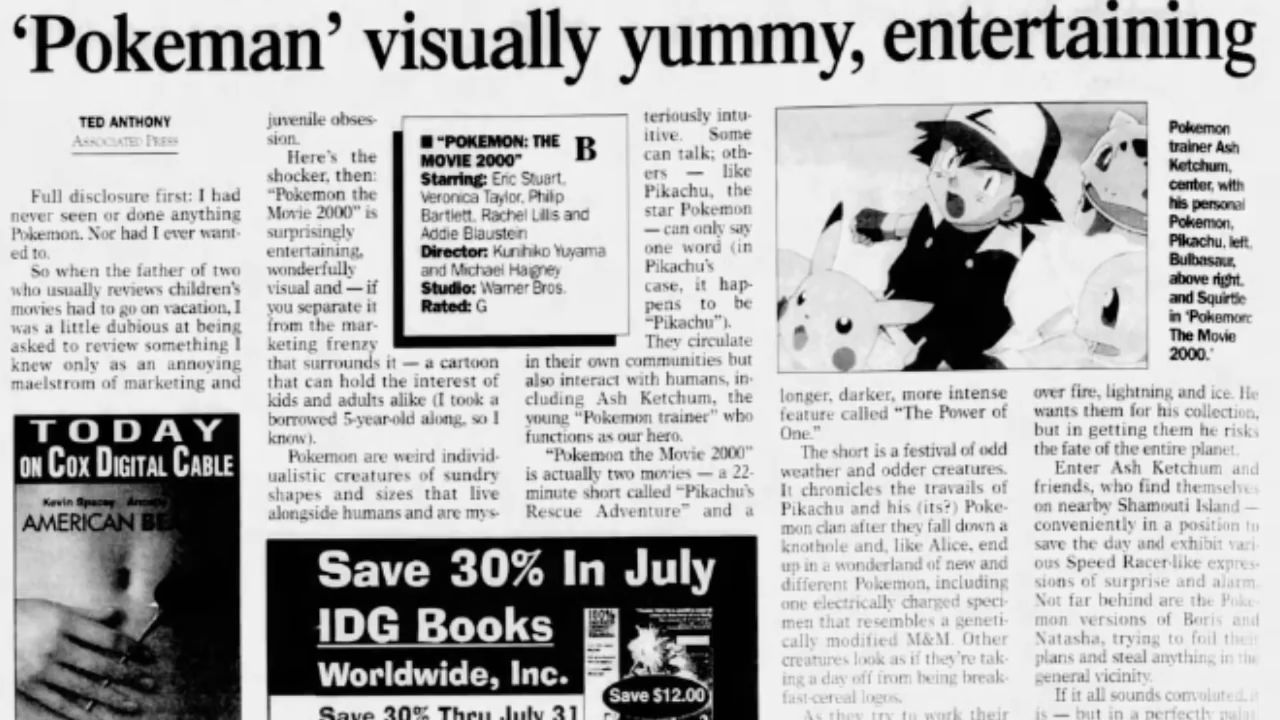 ‘Pokeman’ visually yummy, entertaining
TED ANTHONY
ASSOCIATED PRESS
Full disclosure first: I had
never seen or done anything
Pokemon. Nor had I ever want-
ed to.
So when the father of two
who usually reviews children's
movies had to go on vacation, I
was a little dubious at being
asked to review something I
knew only as an annoying
maelstrom of marketing and
TODAY
ON COX DIGITAL CABLE
Kevin Spacey
AMERICAN BE
juvenile obses-
sion.
Here's the
shocker, then:
“Pokemon the
Movie 2000” is
surprisingly
entertaining,
wonderfully
visual and — if
you separate it
from the mar-
keting frenzy
that surrounds it — a cartoon
that can hold the interest of
kids and adults alike (I took a
borrowed 5-year-old along, so I
know).
Pokemon are weird individ-
ualistic creatures of sundry
shapes and sizes that live
alongside humans and are mys-
■ “POKEMON: THE
MOVIE 2000”
B
Starring: Eric Stuart,
Veronica Taylor, Philip
Bartlett, Rachel Lillis and
Addie Blaustein
Director: Kunihiko Yuyama
and Michael Haigney
Studio: Warner Bros.
Rated: G
teriously intu-
itive. Some
can talk; oth-
ers — like
Pikachu, the
star Pokemon
— can only say
one word (in
Pikachu's
case, it hap-
pens to be
“Pikachu”).
They circulate
in their own communities but
also interact with humans, in-
cluding Ash Ketchum, the
young “Pokemon trainer” who
functions as our hero.
“Pokemon the Movie 2000”
is actually two movies — a 22-
minute short called “Pikachu's
Rescue Adventure” and a
Save 30% In July
IDG Books
Worldwide, Inc.
Save 30% Thru July 31
Save $12.00
Pokemon
trainer Ash
Ketchum,
center, with
his personal
Pokemon,
Pikachu, left,
Bulbasaur,
above right,
and Squirtle
in ‘Pokemon:
The Movie
2000.’
longer, darker, more intense
feature called “The Power of
One.”
The short is a festival of odd
weather and odder creatures.
It chronicles the travails of
Pikachu and his (its?) Poke-
mon clan after they fall down a
knothole and, like Alice, end
up in a wonderland of new and
different Pokemon, including
one electrically charged speci-
men that resembles a geneti-
cally modified M&M. Other
creatures look as if they're tak-
ing a day off from being break-
fast-cereal logos.
As they try to work their
over fire, lightning and ice. He
wants them for his collection,
but in getting them he risks
the fate of the entire planet.
Enter Ash Ketchum and
friends, who find themselves
on nearby Shamouti Island —
conveniently in a position to
save the day and exhibit vari-
ous Speed Racer-like expres-
sions of surprise and alarm.
Not far behind are the Poke-
mon versions of Boris and
Natasha, trying to foil their
plans and steal anything in the
general vicinity.
If it all sounds convoluted, it
is — but in a perfectly